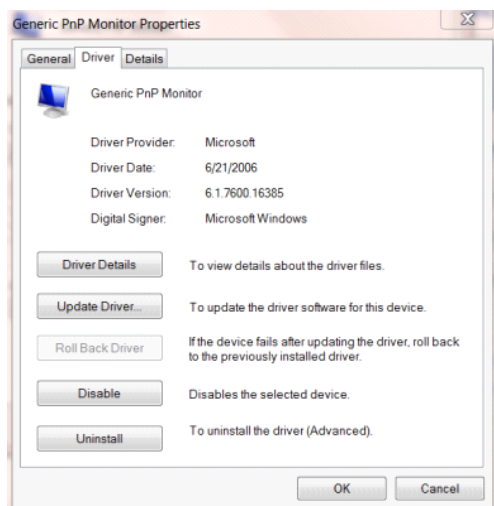 Generic PnP Monitor Properties
General Driver Details
Generic PnP Monitor
Driver Provider: Microsoft
Driver Date: 6/21/2006
Driver Version: 6.1.7600.16385
Digital Signer: Microsoft Windows
Driver Details To view details about the driver files.
Update Driver... To update the driver software for this device.
Roll Back Driver If the device fails after updating the driver, roll back
to the previously installed driver.
Disable Disables the selected device.
Uninstall To uninstall the driver (Advanced).
OK Cancel